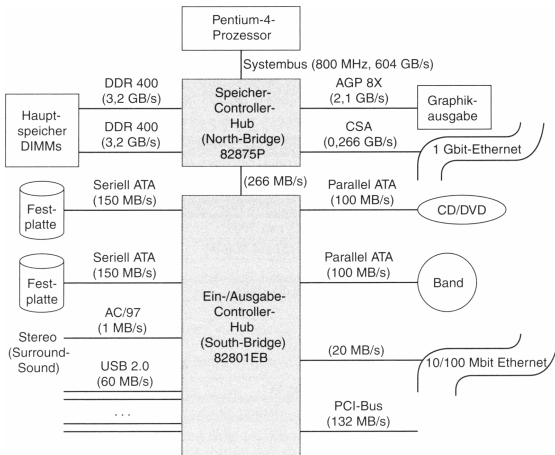 Pentium-4-
Prozessor
Systembus (800 MHz, 604 GB/s)
DDR 400
(3,2 GB/s)
Speicher-
Controller-
Hub
(North-Bridge)
82875P
AGP 8X
(2,1 GB/s)
Graphik-
ausgabe
Haupt-
speicher
DIMMs
DDR 400
(3,2 GB/s)
CSA
(0,266 GB/s)
1 Gbit-Ethernet
(266 MB/s)
Seriell ATA
(150 MB/s)
Fest-
platte
Parallel ATA
(100 MB/s)
CD/DVD
Seriell ATA
(150 MB/s)
Fest-
platte
Parallel ATA
(100 MB/s)
Band
Ein-/Ausgabe-
Controller-
Hub
(South-Bridge)
82801EB
AC/97
(1 MB/s)
Stereo
(Surround-
Sound)
(20 MB/s)
10/100 Mbit Ethernet
USB 2.0
(60 MB/s)
. . .
PCI-Bus
(132 MB/s)